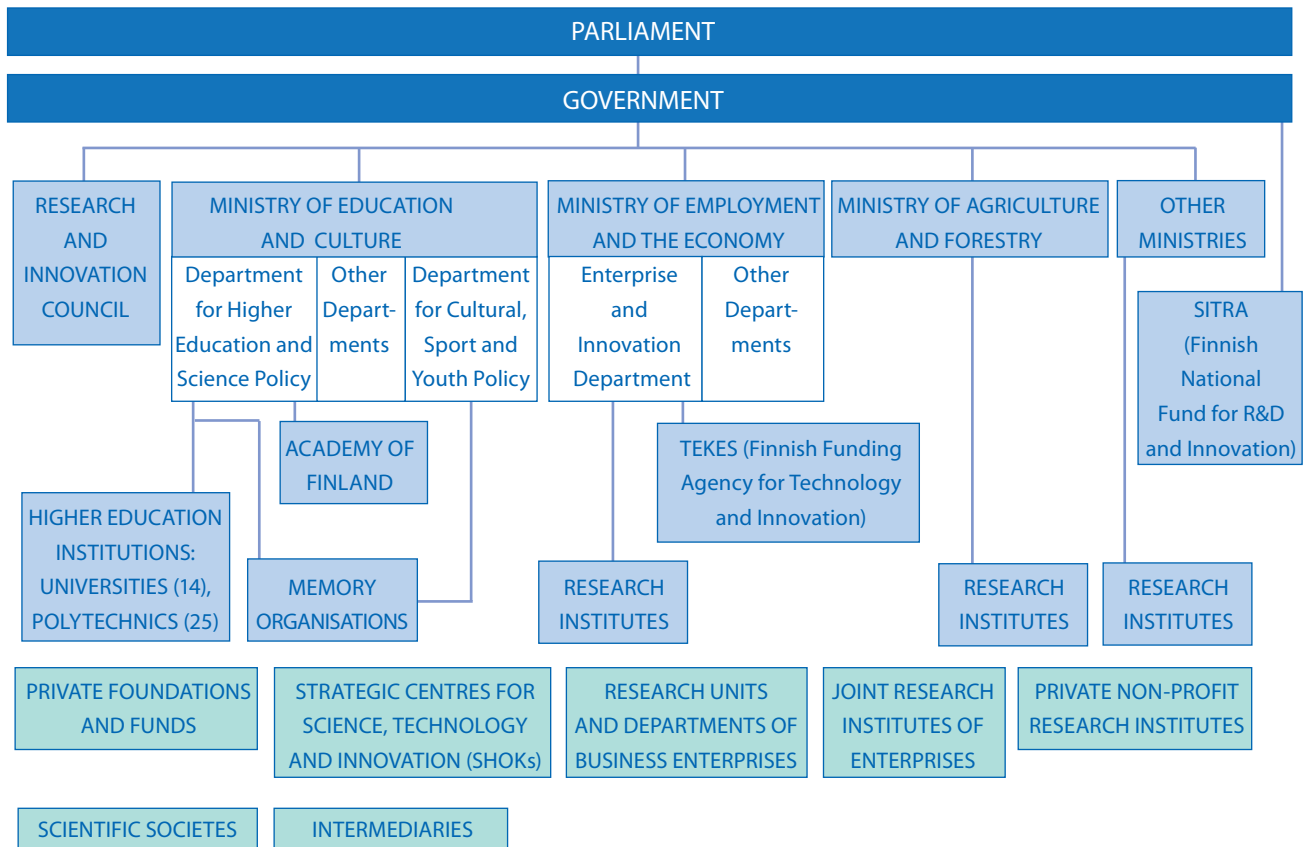 PARLIAMENT
GOVERNMENT
RESEARCH
AND
INNOVATION
COUNCIL
MINISTRY OF EDUCATION
AND CULTURE
Department
for Higher
Education and
Science Policy
Other
Depart-
ments
Department
for Cultural,
Sport and
Youth Policy
MINISTRY OF EMPLOYMENT
AND THE ECONOMY
Enterprise
and
Innovation
Department
Other
Depart-
ments
MINISTRY OF AGRICULTURE
AND FORESTRY
OTHER
MINISTRIES
SITRA
(Finnish
National
Fund for R&D
and Innovation)
ACADEMY OF
FINLAND
TEKES (Finnish Funding
Agency for Technology
and Innovation)
HIGHER EDUCATION
INSTITUTIONS:
UNIVERSITIES (14),
POLYTECHNICS (25)
MEMORY
ORGANISATIONS
RESEARCH
INSTITUTES
RESEARCH
INSTITUTES
RESEARCH
INSTITUTES
PRIVATE FOUNDATIONS
AND FUNDS
STRATEGIC CENTRES FOR
SCIENCE, TECHNOLOGY
AND INNOVATION (SHOKs)
RESEARCH UNITS
AND DEPARTMENTS OF
BUSINESS ENTERPRISES
JOINT RESEARCH
INSTITUTES OF
ENTERPRISES
PRIVATE NON-PROFIT
RESEARCH INSTITUTES
SCIENTIFIC SOCIETES
INTERMEDIARIES